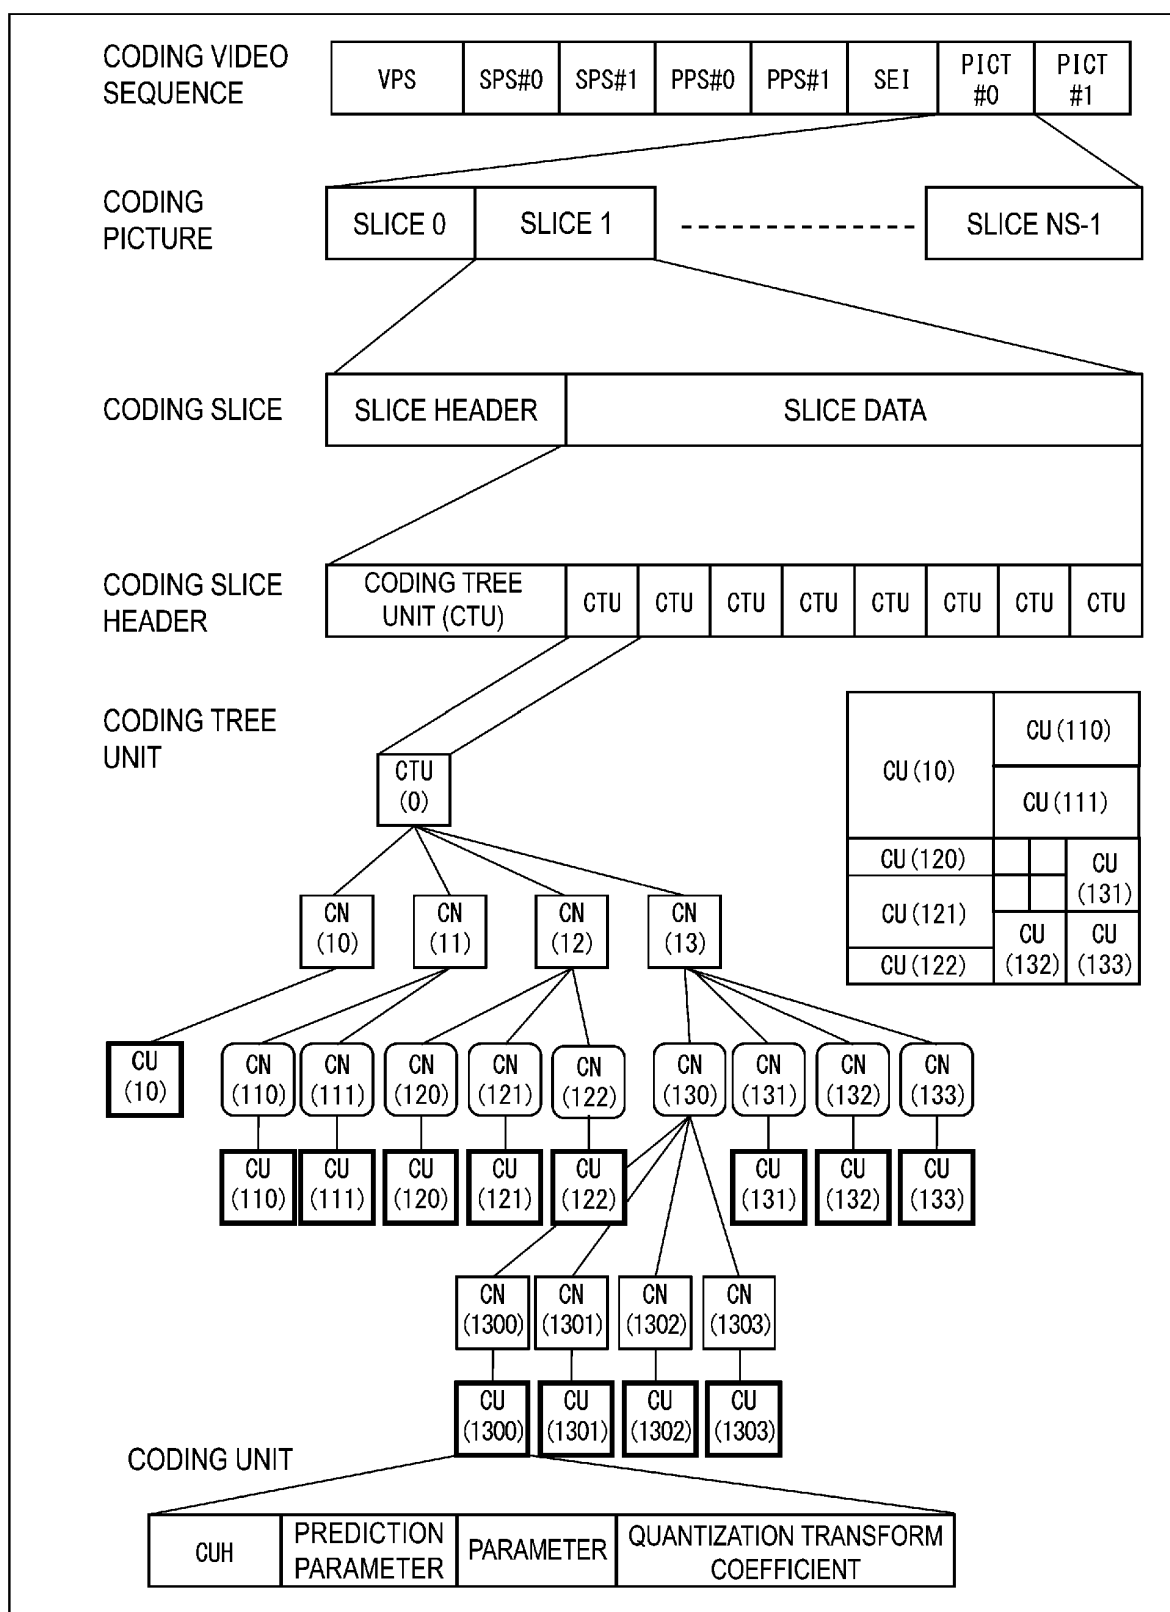 CODING VIDEO
SEQUENCE
VPS
SPS#0
SPS#1
PPS#0
PPS#1
SEI
PICT
#0
PICT
#1
CODING
PICTURE
SLICE 0
SLICE 1
SLICE NS-1
CODING SLICE
SLICE HEADER
SLICE DATA
CODING SLICE
HEADER
CODING TREE
UNIT (CTU)
CTU
CTU
CTU
CTU
CTU
CTU
CTU
CTU
CODING TREE
UNIT
CTU
(0)
CU(10)
CU(110)
CU(111)
CU(120)
CU(121)
CU(122)
CU
(131)
CU
(132)
CU
(133)
CN
(10)
CN
(11)
CN
(12)
CN
(13)
CU
(10)
CN
(110)
CN
(111)
CN
(120)
CN
(121)
CN
(122)
CN
(130)
CN
(131)
CN
(132)
CN
(133)
CU
(110)
CU
(111)
CU
(120)
CU
(121)
CU
(122)
CU
(131)
CU
(132)
CU
(133)
CN
(1300)
CN
(1301)
CN
(1302)
CN
(1303)
CU
(1300)
CU
(1301)
CU
(1302)
CU
(1303)
CODING UNIT
CUH
PREDICTION
PARAMETER
PARAMETER
QUANTIZATION TRANSFORM
COEFFICIENT